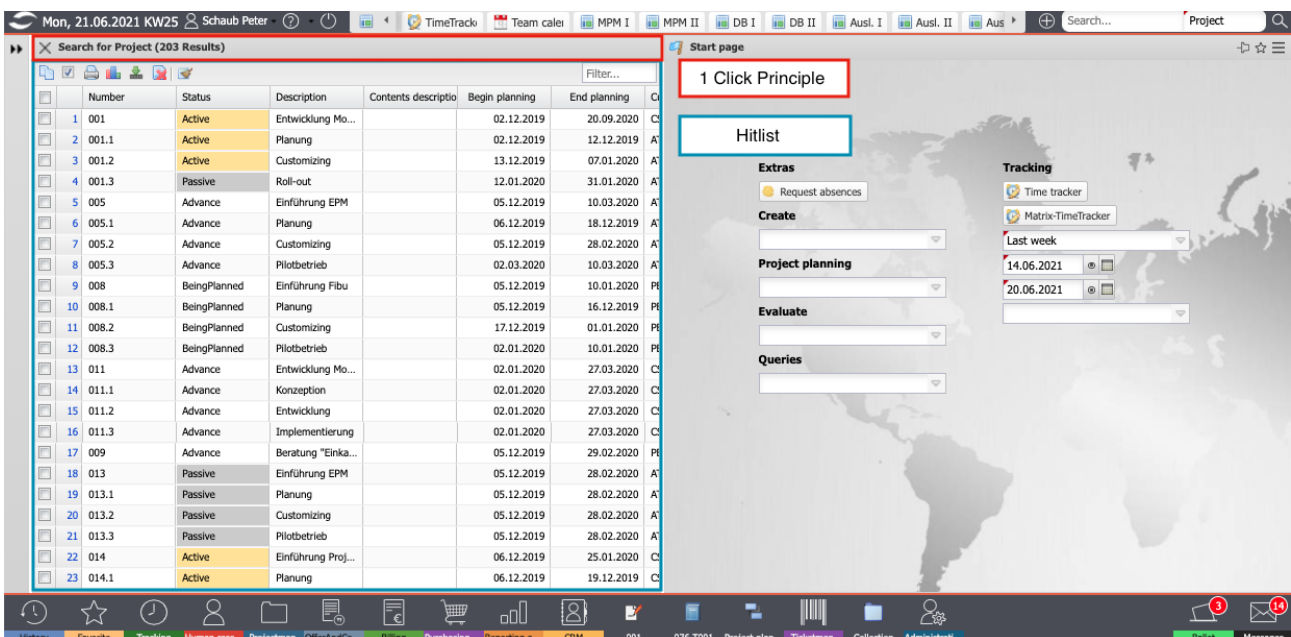 Mon, 21.06.2021 KW25 Schaub Peter TimeTrack Team caler MPM I MPM II DB I DB II Ausl. I Ausl. II Aus Search... Project
Search for Project (203 Results)
Start page
Filter...
1 Click Principle
Hitlist
Number Status Description Contents descriptio Begin planning End planning
1 001 Active Entwicklung Mo... 02.12.2019 20.09.2020
2 001.1 Active Planung 02.12.2019 12.12.2019
3 001.2 Active Customizing 13.12.2019 07.01.2020
4 001.3 Passive Roll-out 12.01.2020 31.01.2020
5 005 Advance Einführung EPM 05.12.2019 10.03.2020
6 005.1 Advance Planung 06.12.2019 18.12.2019
7 005.2 Advance Customizing 05.12.2019 28.02.2020
8 005.3 Advance Pilotbetrieb 02.03.2020 10.03.2020
9 008 BeingPlanned Einführung Fibu 05.12.2019 10.01.2020
10 008.1 BeingPlanned Planung 05.12.2019 16.12.2019
11 008.2 BeingPlanned Customizing 17.12.2019 01.01.2020
12 008.3 BeingPlanned Pilotbetrieb 02.01.2020 10.01.2020
13 011 Advance Entwicklung Mo... 02.01.2020 27.03.2020
14 011.1 Advance Konzeption 02.01.2020 27.03.2020
15 011.2 Advance Entwicklung 02.01.2020 27.03.2020
16 011.3 Advance Implementierung 02.01.2020 27.03.2020
17 009 Advance Beratung "Einka... 05.12.2019 29.02.2020
18 013 Passive Einführung EPM 05.12.2019 28.02.2020
19 013.1 Passive Planung 05.12.2019 28.02.2020
20 013.2 Passive Customizing 05.12.2019 28.02.2020
21 013.3 Passive Pilotbetrieb 05.12.2019 28.02.2020
22 014 Active Einführung Proj... 06.12.2019 25.01.2020
23 014.1 Active Planung 06.12.2019 19.12.2019
Extras
Request absences
Create
Project planning
Evaluate
Queries
Tracking
Time tracker
Matrix-TimeTracker
Last week
14.06.2021
20.06.2021
3 14